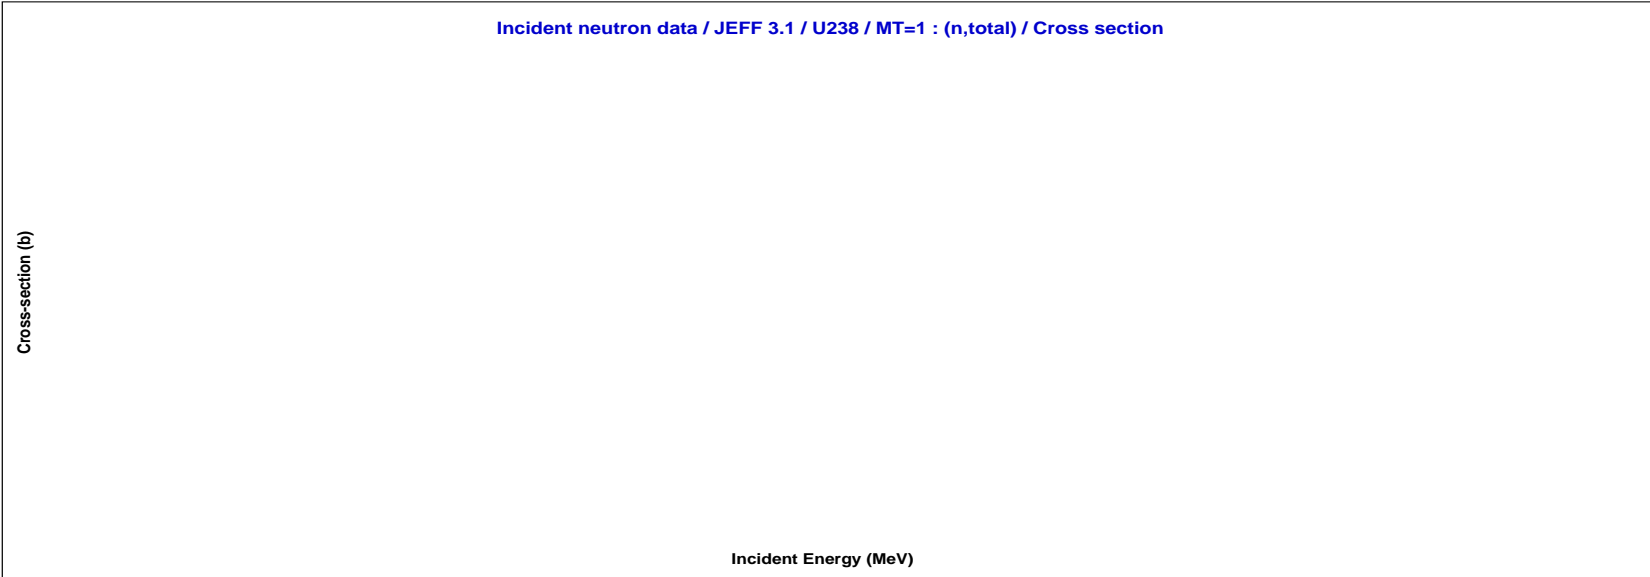 Incident neutron data / JEFF 3.1 / U238 / MT=1 : (n,total) / Cross section
Cross-section (b)
Incident Energy (MeV)